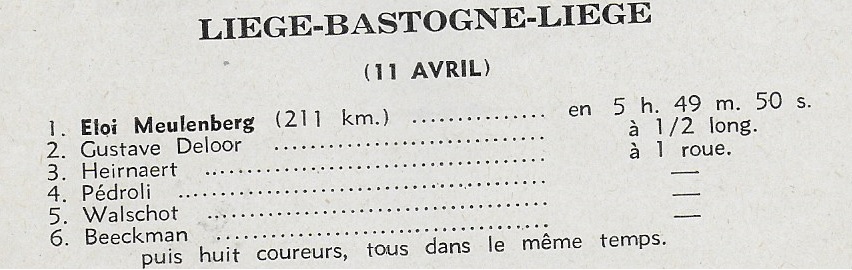 LIEGE-BASTOGNE-LIEGE
(11 AVRIL)
1. Eloi Meulenberg (211 km.) ............... en 5 h. 49 m. 50 s.
2. Gustave Deloor .............................. à 1/2 long.
3. Heirnaert ...................................... à 1 roue.
4. Pédroli ......................................... —
5. Walschot ...................................... —
6. Beeckman ..................................... —
puis huit coureurs, tous dans le même temps.